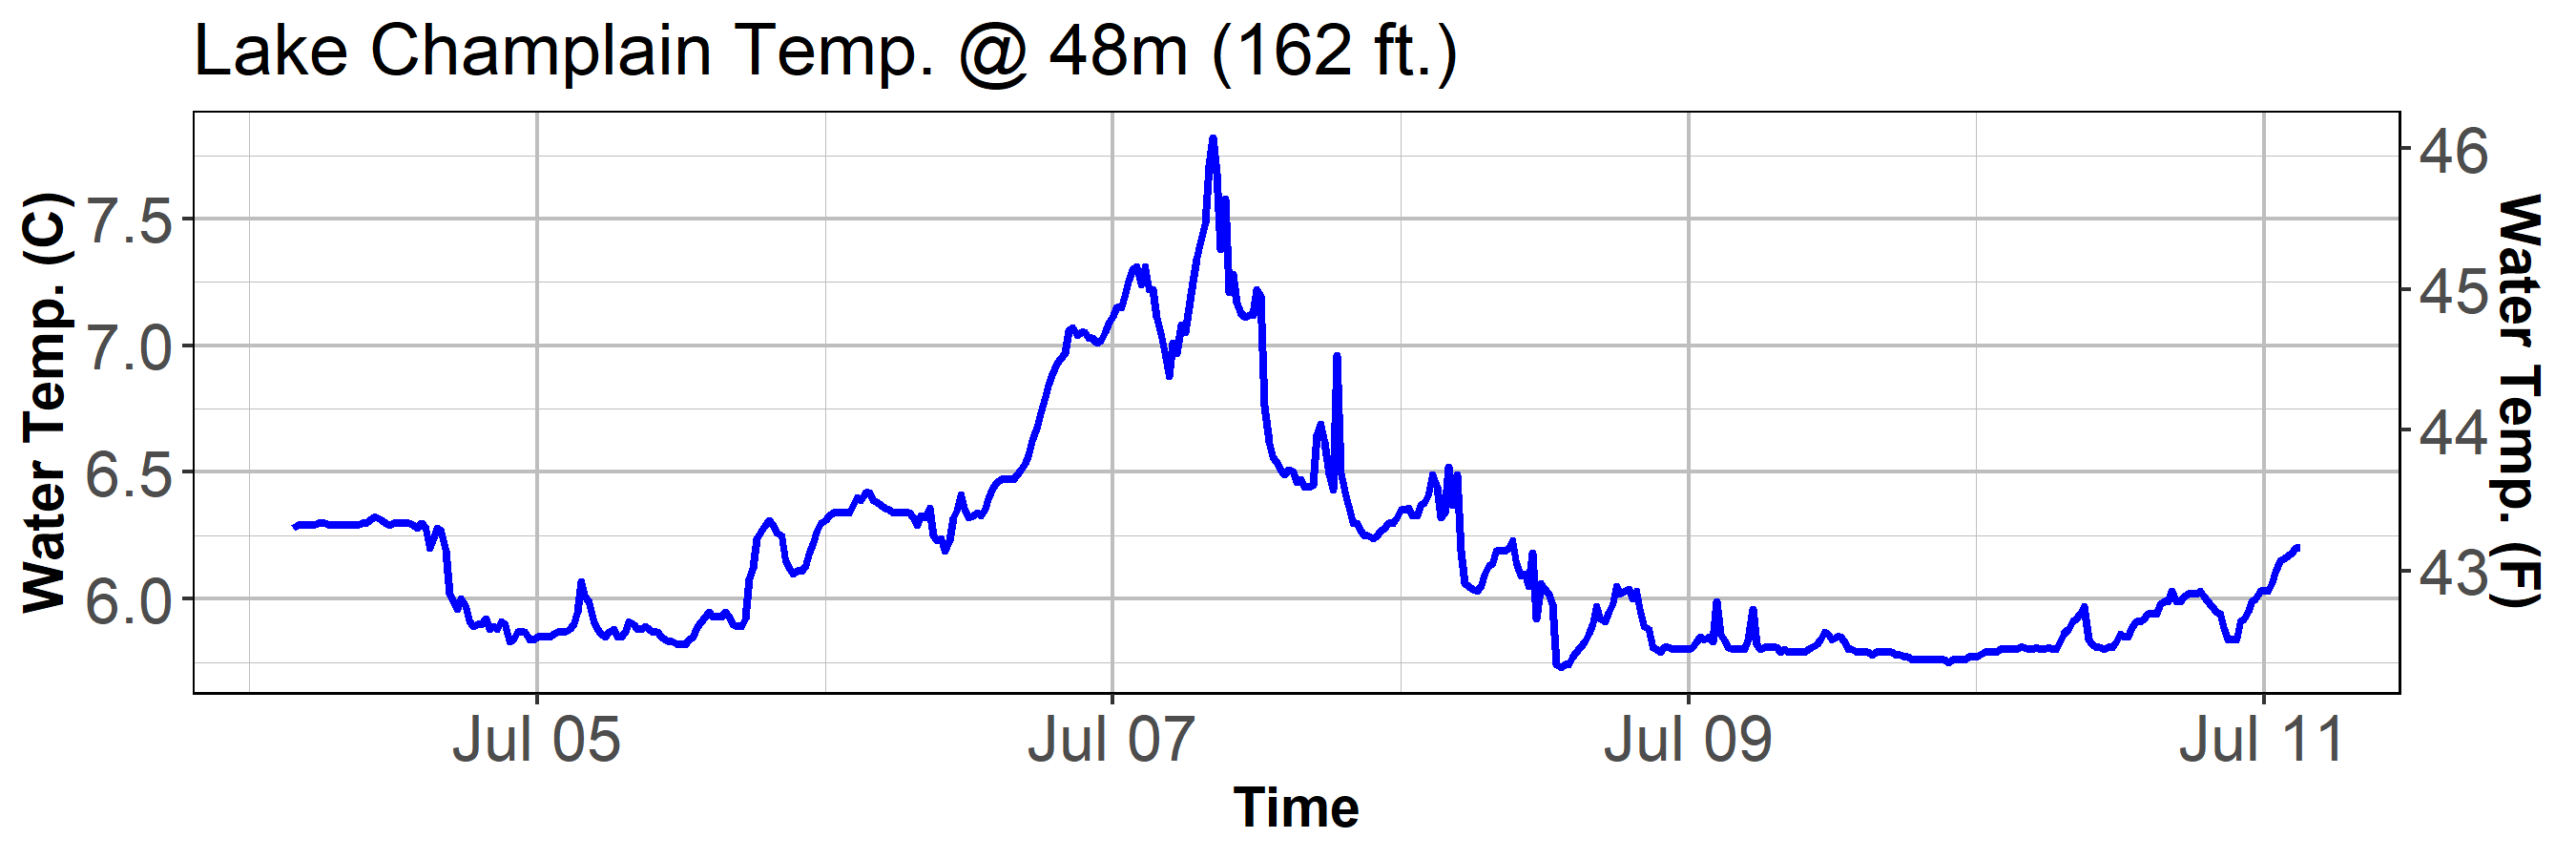 Lake Champlain Temp. @ 48m (162 ft.)
Water Temp. (C)
7.5
7.0
6.5
6.0
46
45
44
43
Water Temp. (F)
Jul 05
Jul 07
Jul 09
Jul 11
Time